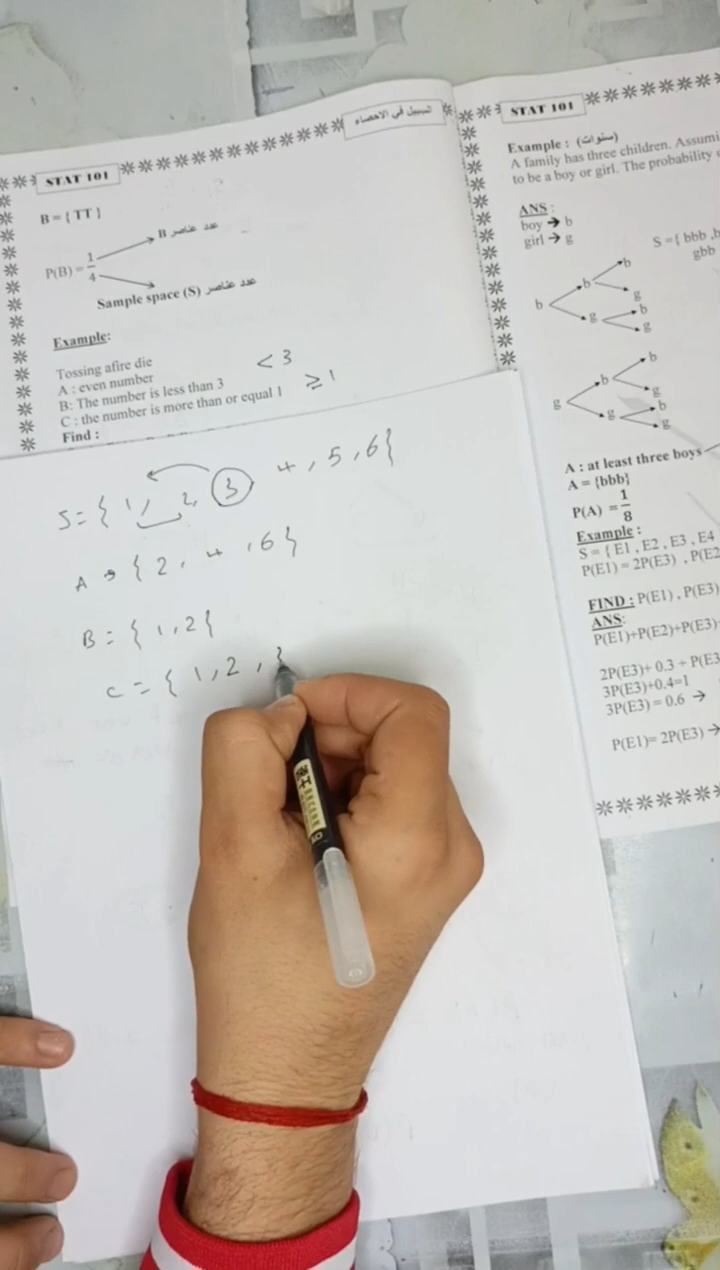 STAT 101
السبيل في الاحصاء
B = { TT }
عدد عناصر B
P(B) = 1/4
Sample space (S) عدد عناصر
Example:
Tossing afire die
A : even number
B: The number is less than 3 < 3
C : the number is more than or equal 1 ≥ 1
Find :
S = { 1, 2, 3, 4, 5, 6 {
A → { 2, 4, 6 }
B = { 1, 2 {
C = { 1, 2,
STAT 101
Example : (سنوات)
A family has three children. Assumi
to be a boy or girl. The probability
ANS :
boy → b
girl → g
S = { bbb ,b
gbb
b
b
b
g
g
b
g
g
b
b
g
g
b
g
A : at least three boys
A = {bbb}
P(A) = 1/8
Example :
S = { E1 , E2 , E3 , E4
P(E1) = 2P(E3) , P(E2
FIND : P(E1) , P(E3)
ANS:
P(E1)+P(E2)+P(E3)
2P(E3)+ 0.3 + P(E3
3P(E3)+0.4=1
3P(E3) = 0.6 →
P(E1)= 2P(E3) →